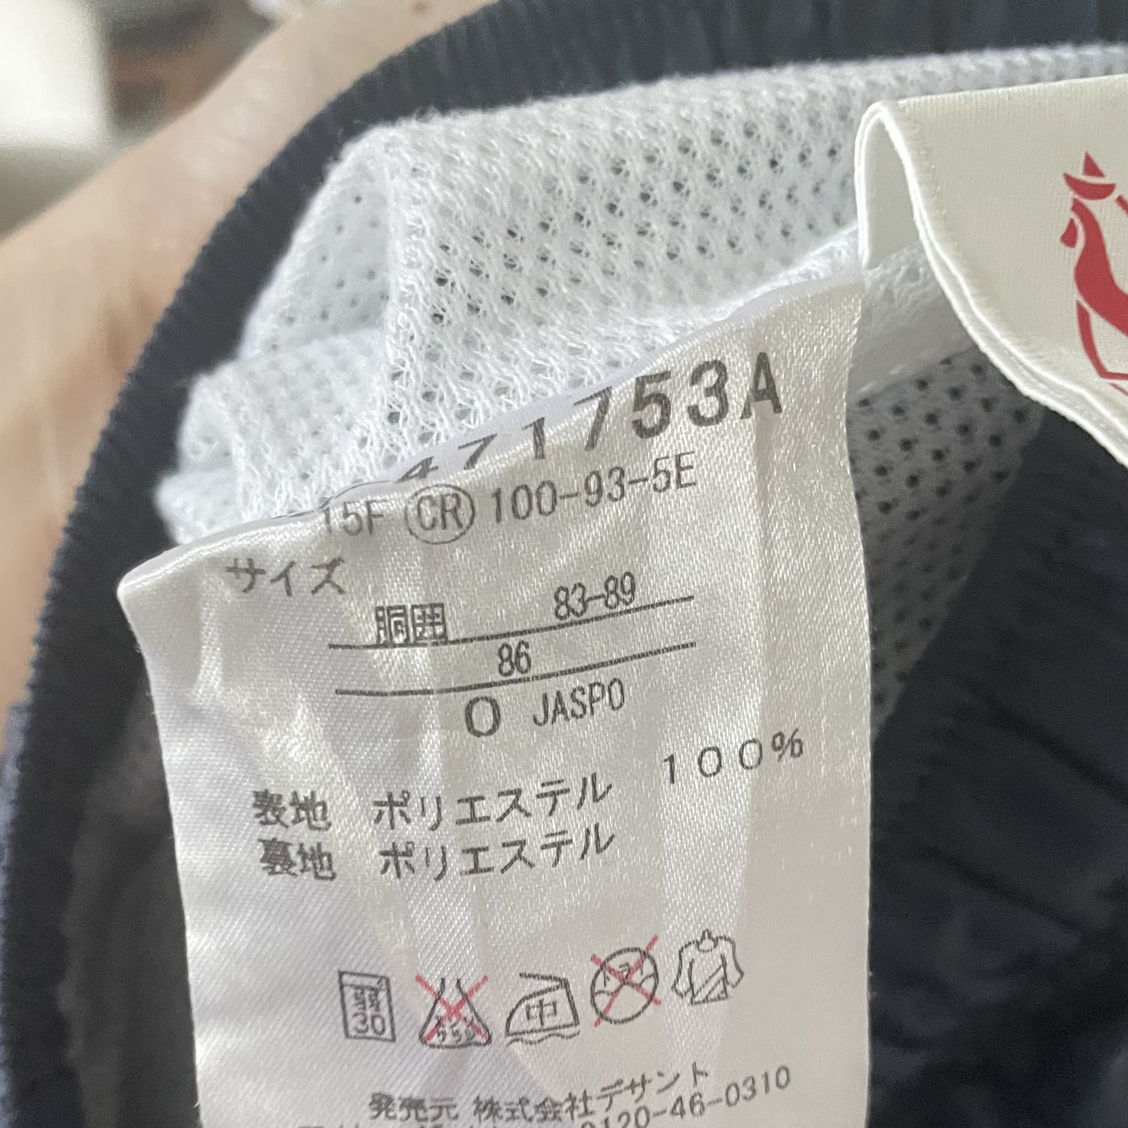 471753A
15F CR 100-93-5E
サイズ
胴囲 83-89
86
O JASPO
表地 ポリエステル 100%
裏地 ポリエステル
中
発売元 株式会社デサント
0120-46-0310